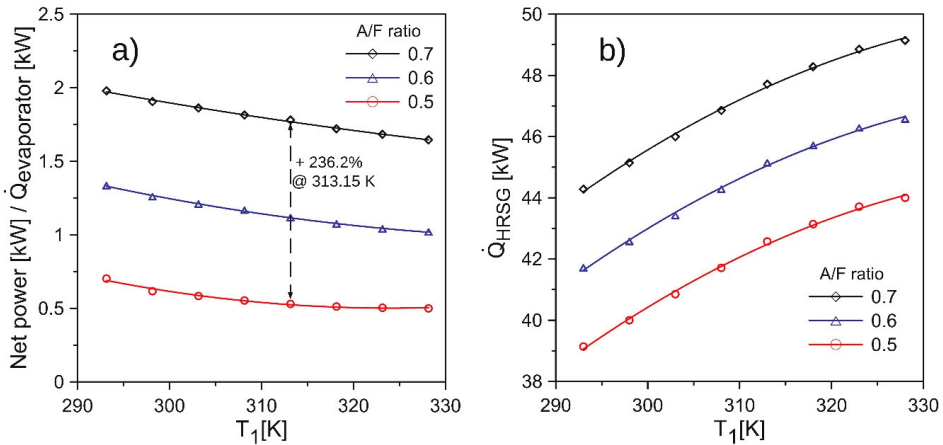 a)
A/F ratio
0.7
0.6
0.5
+ 236.2%
@ 313.15 K
Net power [kW] / Q̇evaporator [kW]
2.5
2
1.5
1
0.5
0
290 300 310 320 330
T1[K]
b)
A/F ratio
0.7
0.6
0.5
Q̇HRSG [kW]
50
48
46
44
42
40
38
290 300 310 320 330
T1[K]